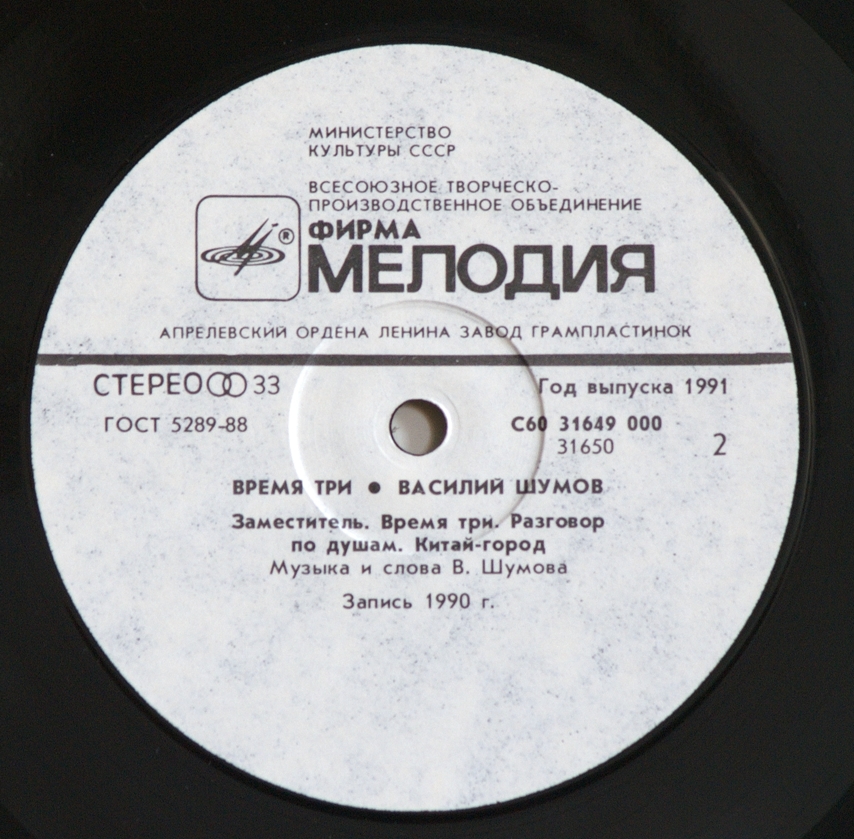 МИНИСТЕРСТВО
КУЛЬТУРЫ СССР
ВСЕСОЮЗНОЕ ТВОРЧЕСКО-
ПРОИЗВОДСТВЕННОЕ ОБЪЕДИНЕНИЕ
®
ФИРМА
МЕЛОДИЯ
АПРЕЛЕВСКИЙ ОРДЕНА ЛЕНИНА ЗАВОД ГРАМПЛАСТИНОК
СТЕРЕО 33
Год выпуска 1991
ГОСТ 5289-88
С60 31649 000
31650
2
ВРЕМЯ ТРИ ● ВАСИЛИЙ ШУМОВ
Заместитель. Время три. Разговор
по душам. Китай-город
Музыка и слова В. Шумова
Запись 1990 г.